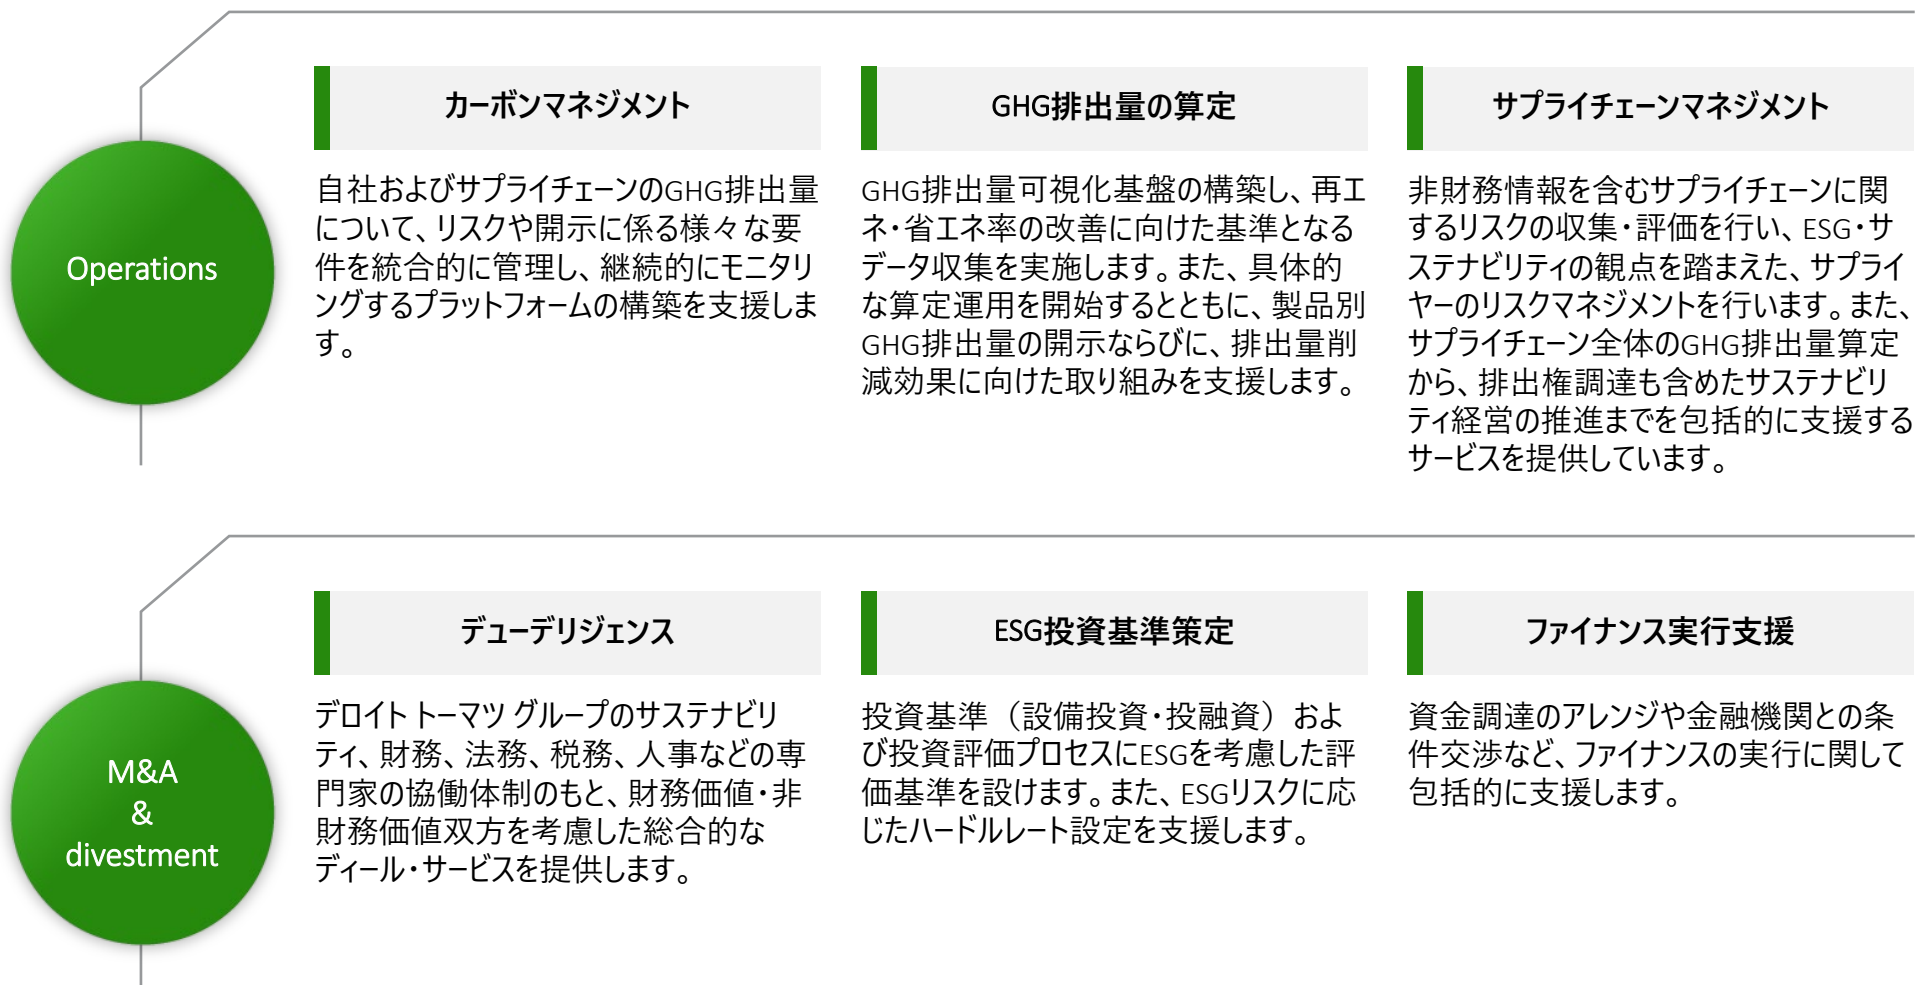 Operations
カーボンマネジメント
自社およびサプライチェーンのGHG排出量
について、リスクや開示に係る様々な要
件を統合的に管理し、継続的にモニタリ
ングするプラットフォームの構築を支援しま
す。
GHG排出量の算定
GHG排出量可視化基盤の構築し、再エ
ネ・省エネ率の改善に向けた基準となる
データ収集を実施します。また、具体的
な算定運用を開始するとともに、製品別
GHG排出量の開示ならびに、排出量削
減効果に向けた取り組みを支援します。
サプライチェーンマネジメント
非財務情報を含むサプライチェーンに関
するリスクの収集・評価を行い、ESG・サ
ステナビリティの観点を踏まえた、サプライ
ヤーのリスクマネジメントを行います。また、
サプライチェーン全体のGHG排出量算定
から、排出権調達も含めたサステナビリ
ティ経営の推進までを包括的に支援する
サービスを提供しています。
M&A
&
divestment
デューデリジェンス
デロイト トーマツ グループのサステナビリ
ティ、財務、法務、税務、人事などの専
門家の協働体制のもと、財務価値・非
財務価値双方を考慮した総合的な
ディール・サービスを提供します。
ESG投資基準策定
投資基準（設備投資・投融資）およ
び投資評価プロセスにESGを考慮した評
価基準を設けます。また、ESGリスクに応
じたハードルレート設定を支援します。
ファイナンス実行支援
資金調達のアレンジや金融機関との条
件交渉など、ファイナンスの実行に関して
包括的に支援します。